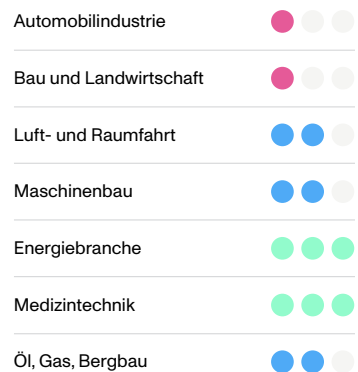 Automobilindustrie
Bau und Landwirtschaft
Luft- und Raumfahrt
Maschinenbau
Energiebranche
Medizintechnik
Öl, Gas, Bergbau